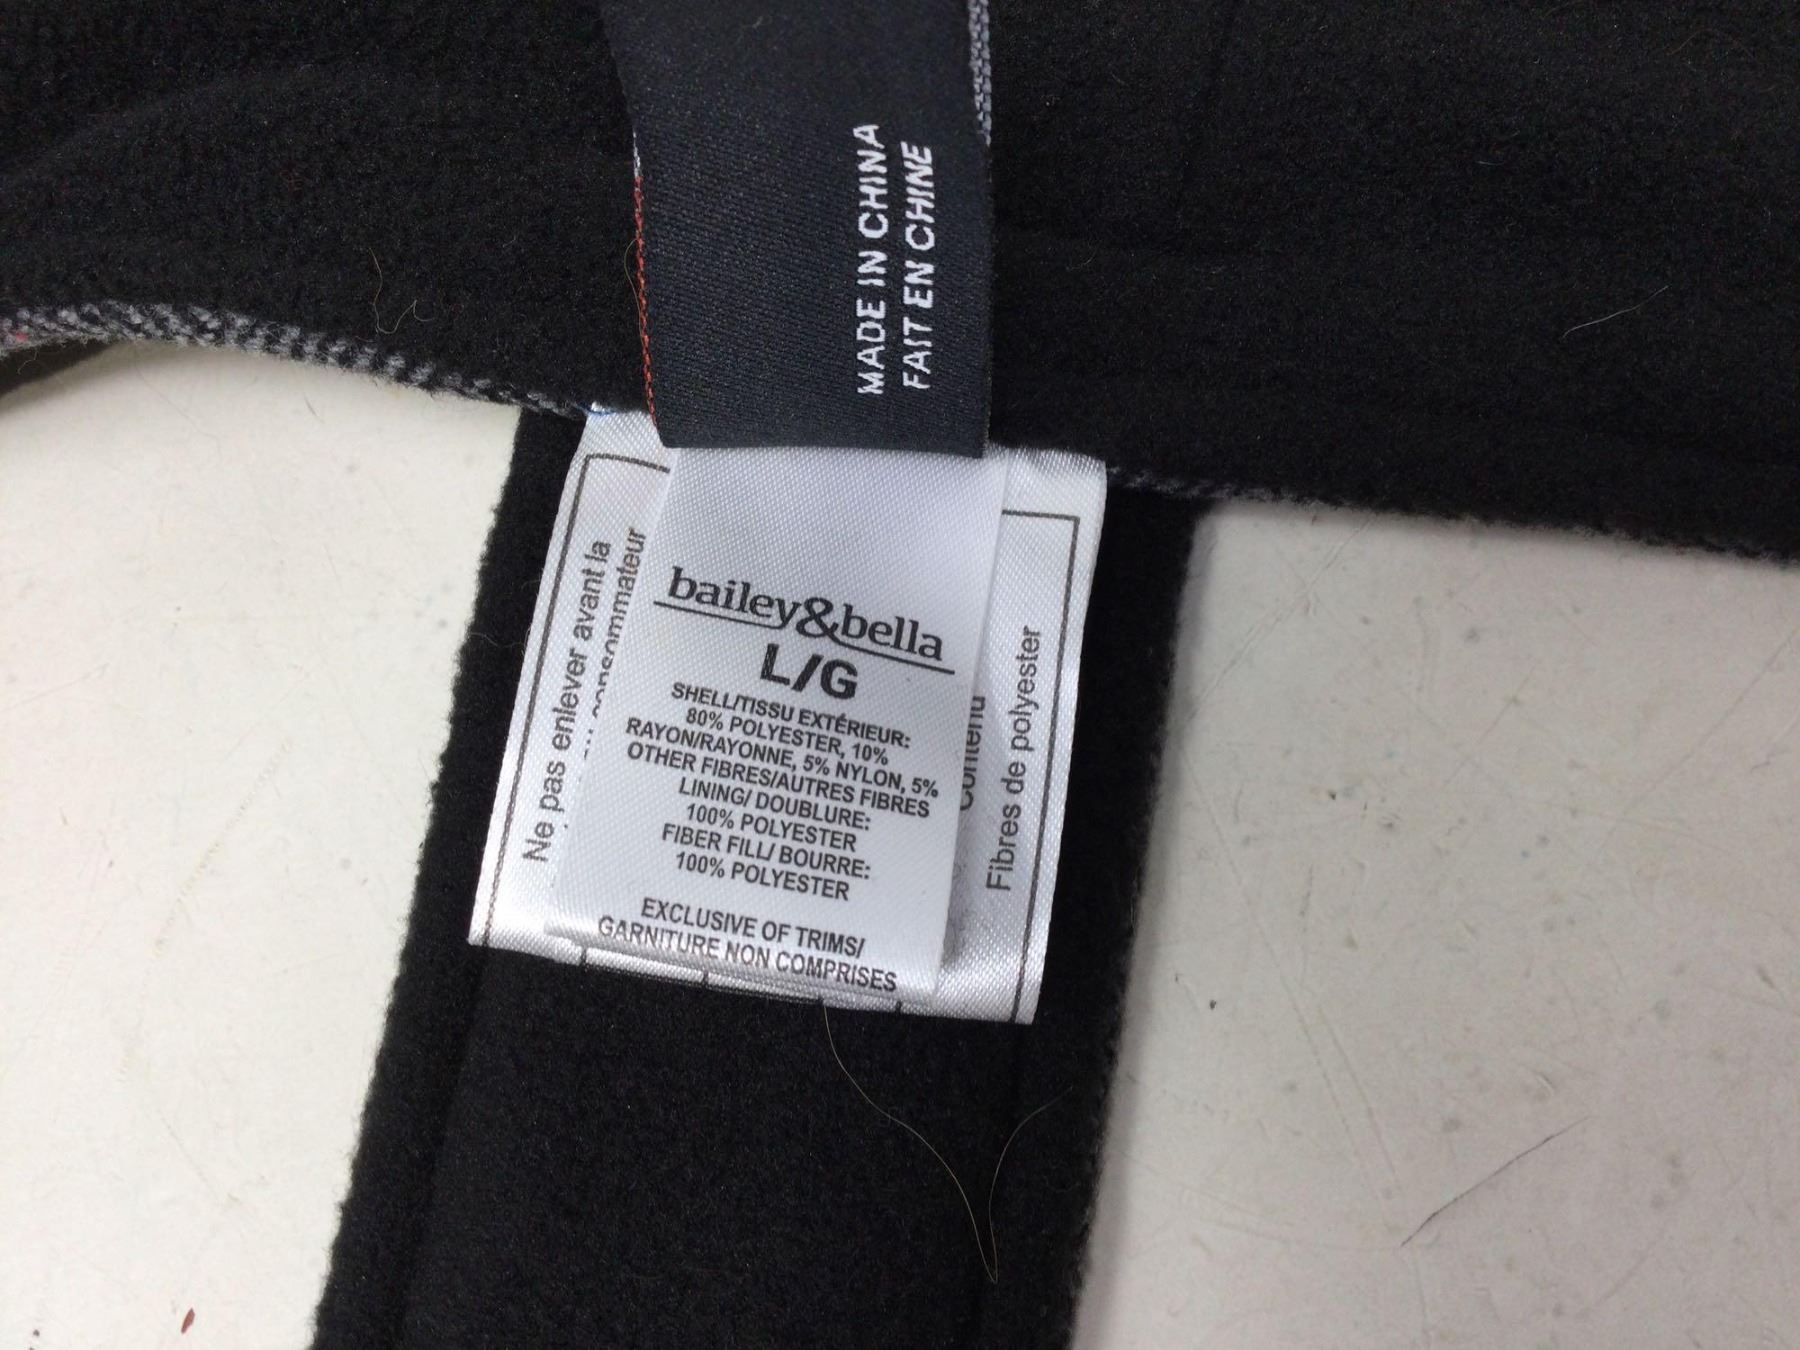 MADE IN CHINA
FAIT EN CHINE
bailey&bella
L/G
SHELL/TISSU EXTÉRIEUR:
80% POLYESTER, 10%
RAYON/RAYONNE, 5% NYLON, 5%
OTHER FIBRES/AUTRES FIBRES
LINING/ DOUBLURE:
100% POLYESTER
FIBER FILL/ BOURRE:
100% POLYESTER
EXCLUSIVE OF TRIMS/
GARNITURE NON COMPRISES
Ne pas enlever avant la
consommateur
Contenu
Fibres de polyester